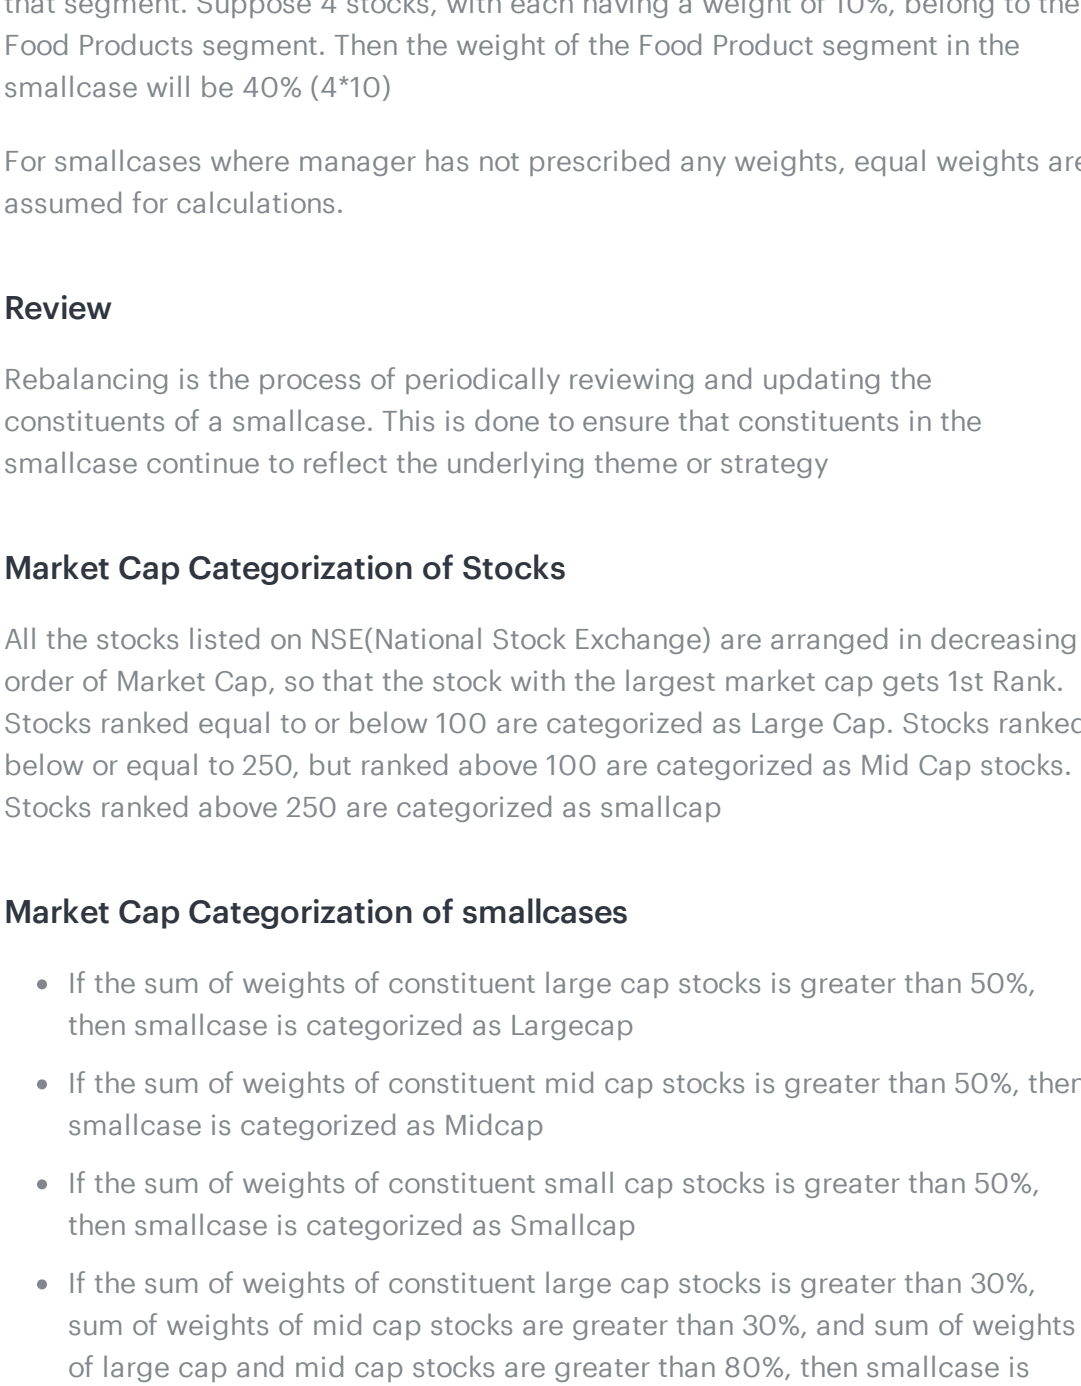 that segment. Suppose 4 stocks, with each having a weight of 10%, belong to the
Food Products segment. Then the weight of the Food Product segment in the
smallcase will be 40% (4*10)
For smallcases where manager has not prescribed any weights, equal weights are
assumed for calculations.
Review
Rebalancing is the process of periodically reviewing and updating the
constituents of a smallcase. This is done to ensure that constituents in the
smallcase continue to reflect the underlying theme or strategy
Market Cap Categorization of Stocks
All the stocks listed on NSE(National Stock Exchange) are arranged in decreasing
order of Market Cap, so that the stock with the largest market cap gets 1st Rank.
Stocks ranked equal to or below 100 are categorized as Large Cap. Stocks ranked
below or equal to 250, but ranked above 100 are categorized as Mid Cap stocks.
Stocks ranked above 250 are categorized as smallcap
Market Cap Categorization of smallcases
• If the sum of weights of constituent large cap stocks is greater than 50%,
then smallcase is categorized as Largecap
• If the sum of weights of constituent mid cap stocks is greater than 50%, then
smallcase is categorized as Midcap
• If the sum of weights of constituent small cap stocks is greater than 50%,
then smallcase is categorized as Smallcap
• If the sum of weights of constituent large cap stocks is greater than 30%,
sum of weights of mid cap stocks are greater than 30%, and sum of weights
of large cap and mid cap stocks are greater than 80%, then smallcase is